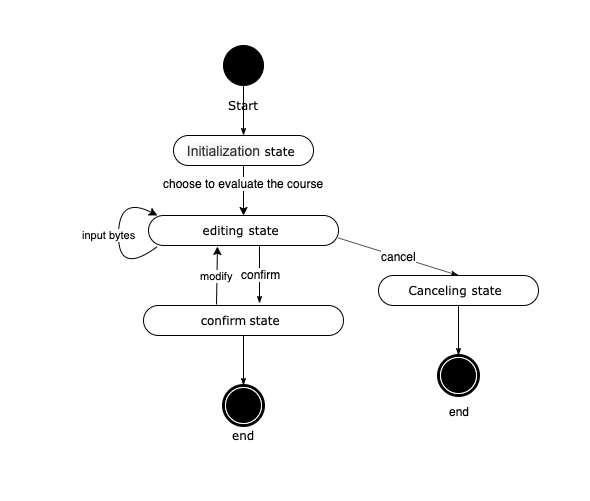 Start
Initialization state
choose to evaluate the course
editing state
input bytes
cancel
modify
confirm
Canceling state
confirm state
end
end